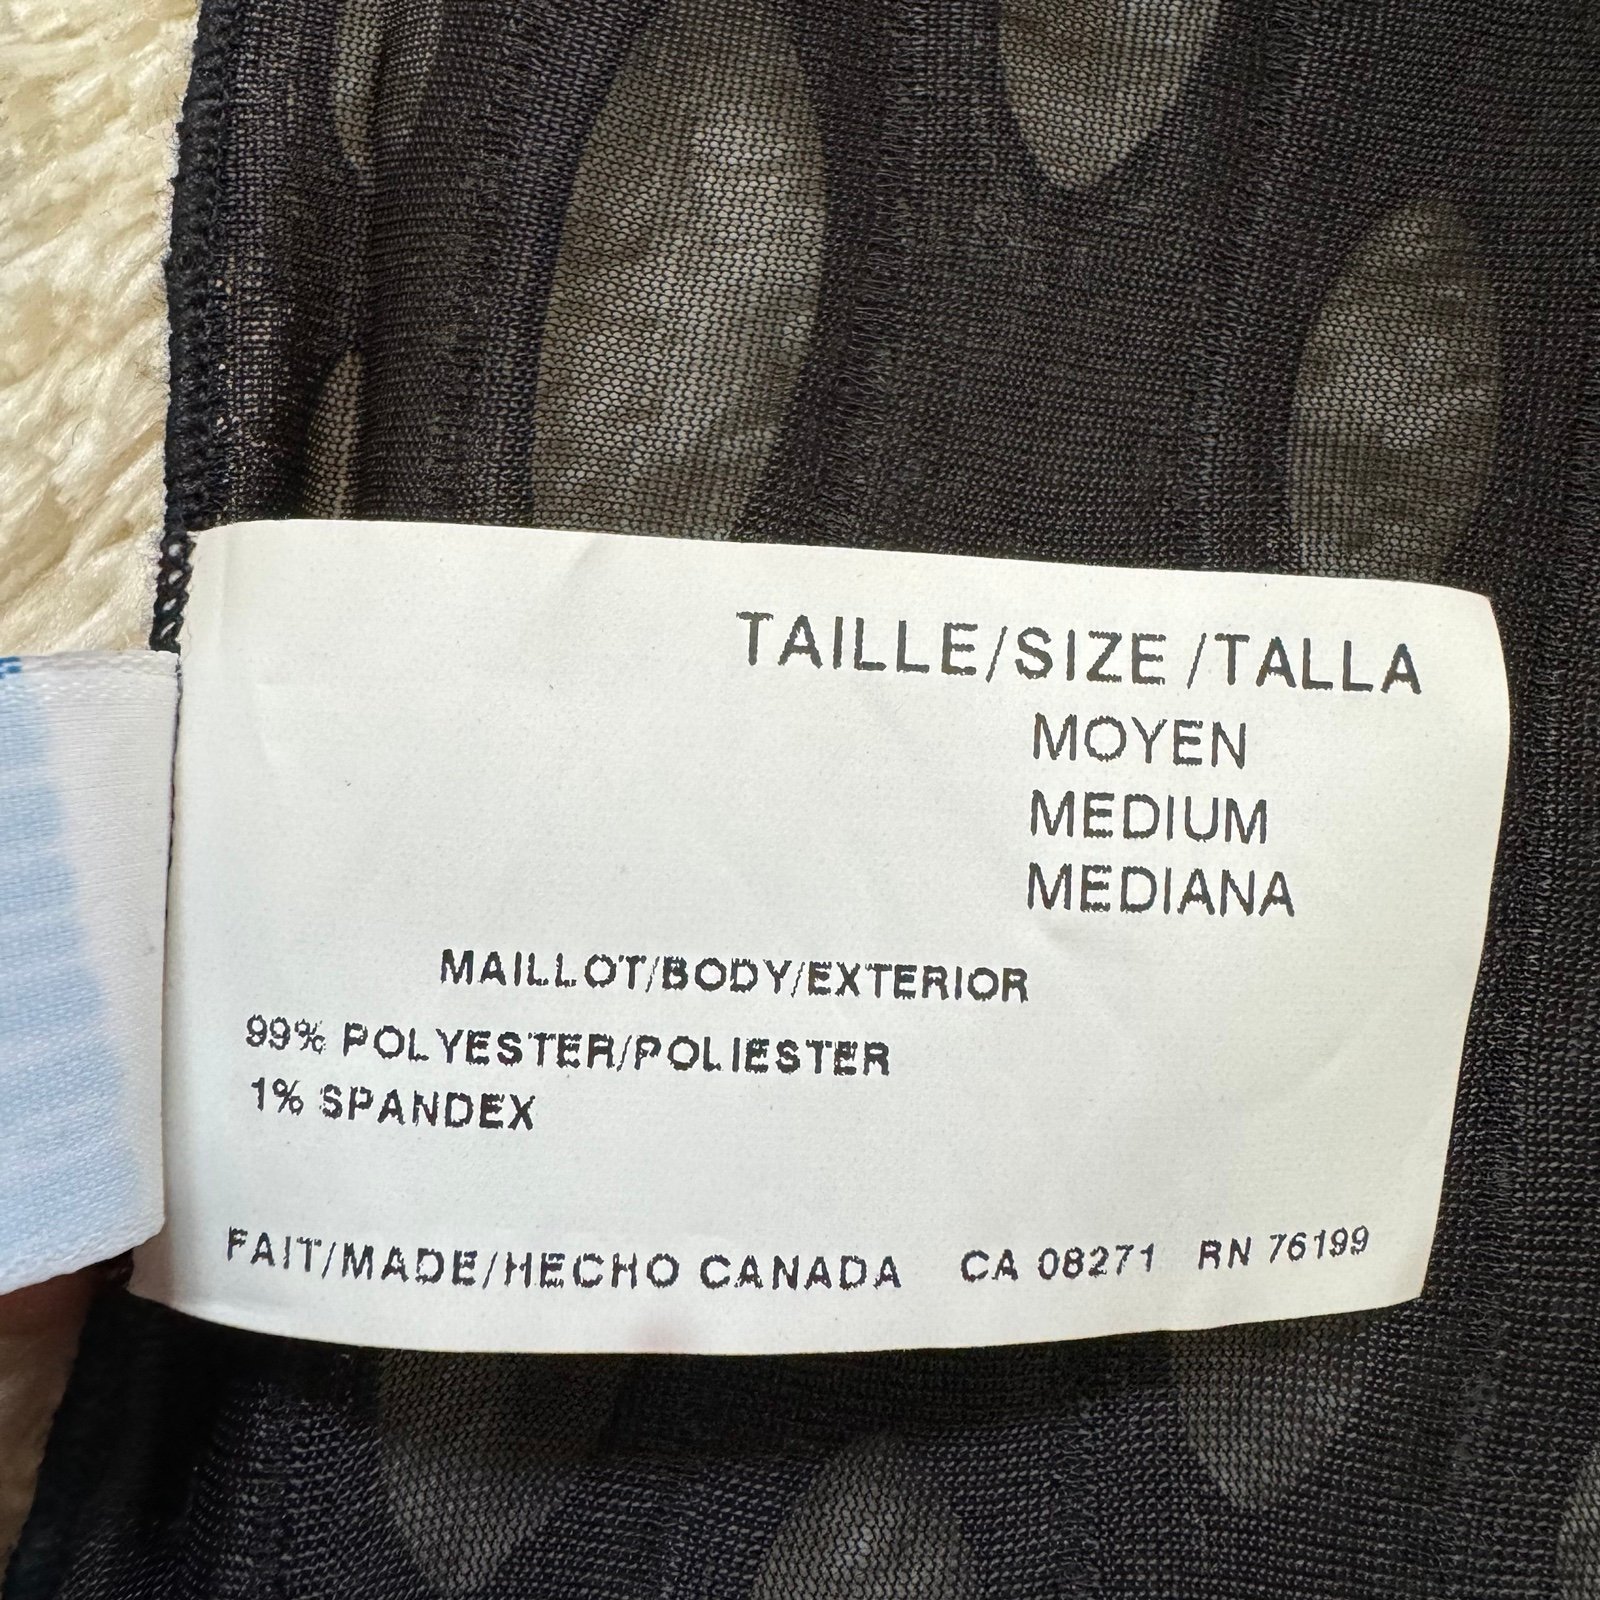 TAILLE/SIZE /TALLA
MOYEN
MEDIUM
MEDIANA
MAILLOT/BODY/EXTERIOR
99% POLYESTER/POLIESTER
1% SPANDEX
FAIT/MADE/HECHO CANADA CA 08271 RN 76199